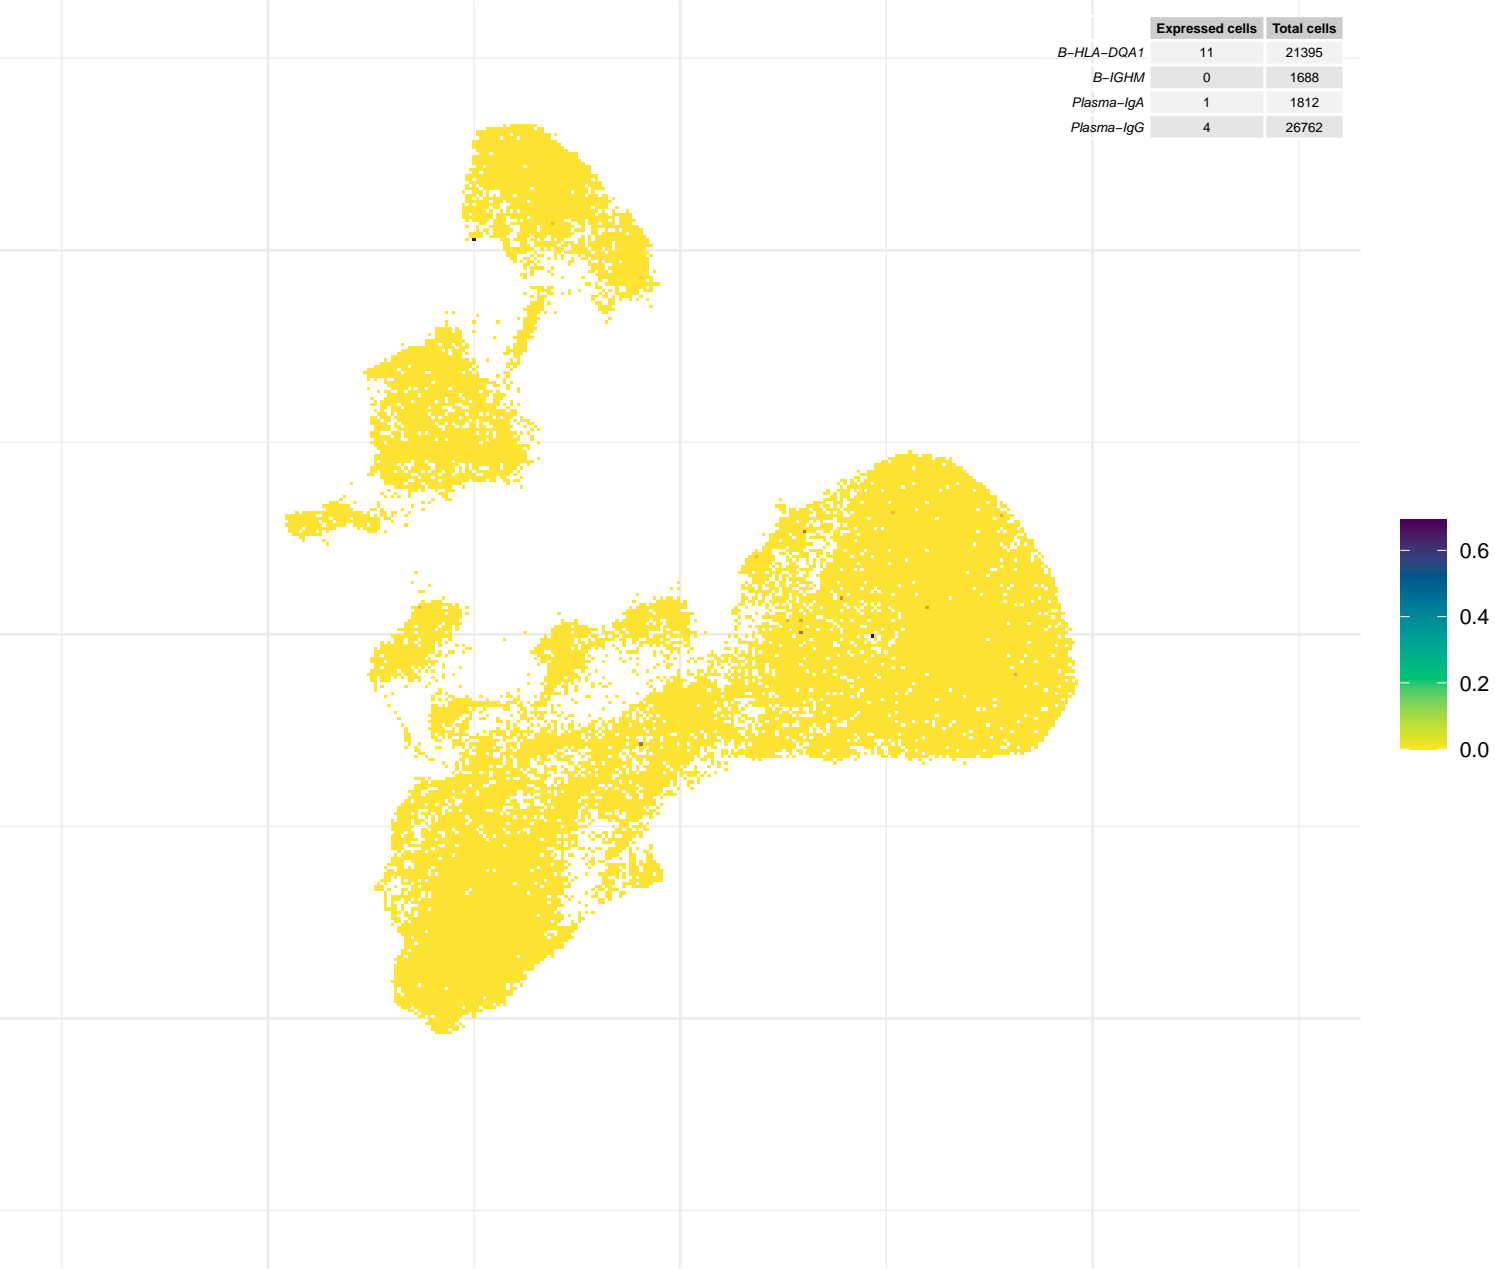 Expressed cells Total cells
B−HLA−DQA1 11 21395
B−IGHM 0 1688
Plasma−IgA 1 1812
Plasma−IgG 4 26762
0.6
0.4
0.2
0.0